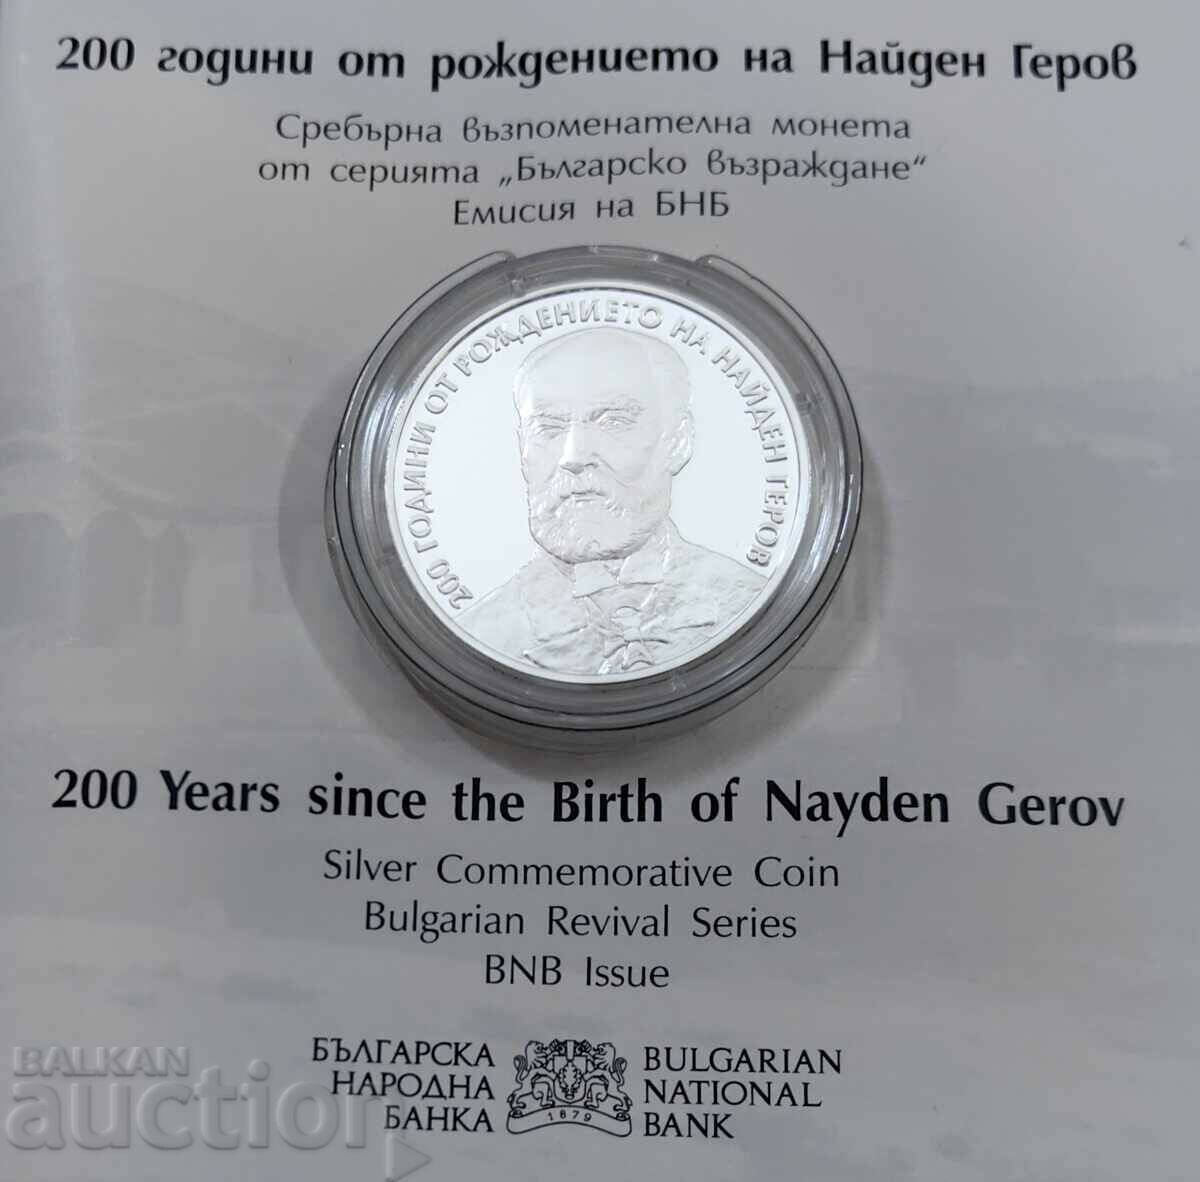 200 години от рождението на Найден Геров
Сребърна възпоменателна монета
от серията „Българско възраждане“
Емисия на БНБ
200 ГОДИНИ ОТ РОЖДЕНИЕТО НА НАЙДЕН ГЕРОВ
200 Years since the Birth of Nayden Gerov
Silver Commemorative Coin
Bulgarian Revival Series
BNB Issue
БЪЛГАРСКА
НАРОДНА
БАНКА
1879
BULGARIAN
NATIONAL
BANK
BALKAN
auction